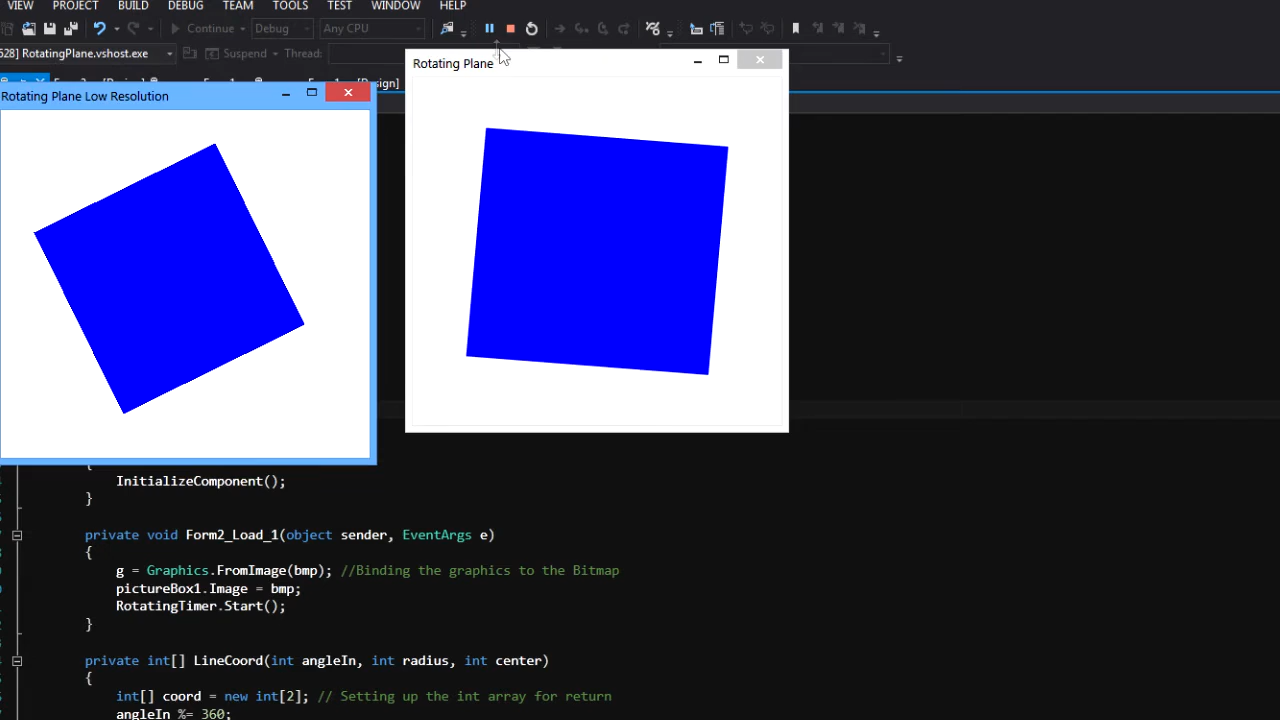 VIEW PROJECT BUILD DEBUG TEAM TOOLS TEST WINDOW HELP
Continue Debug Any CPU
528] RotatingPlane.vshost.exe Suspend Thread:
sign]
Rotating Plane
Rotating Plane Low Resolution
{
InitializeComponent();
}
private void Form2_Load_1(object sender, EventArgs e)
{
g = Graphics.FromImage(bmp); //Binding the graphics to the Bitmap
pictureBox1.Image = bmp;
RotatingTimer.Start();
}
private int[] LineCoord(int angleIn, int radius, int center)
{
int[] coord = new int[2]; // Setting up the int array for return
angleIn %= 360;